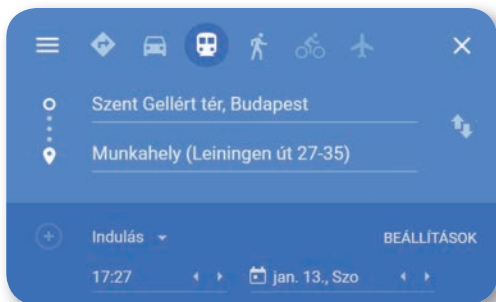 Szent Gellért tér, Budapest
Munkahely (Leiningen út 27-35)
Indulás BEÁLLÍTÁSOK
17:27 jan. 13., Szo